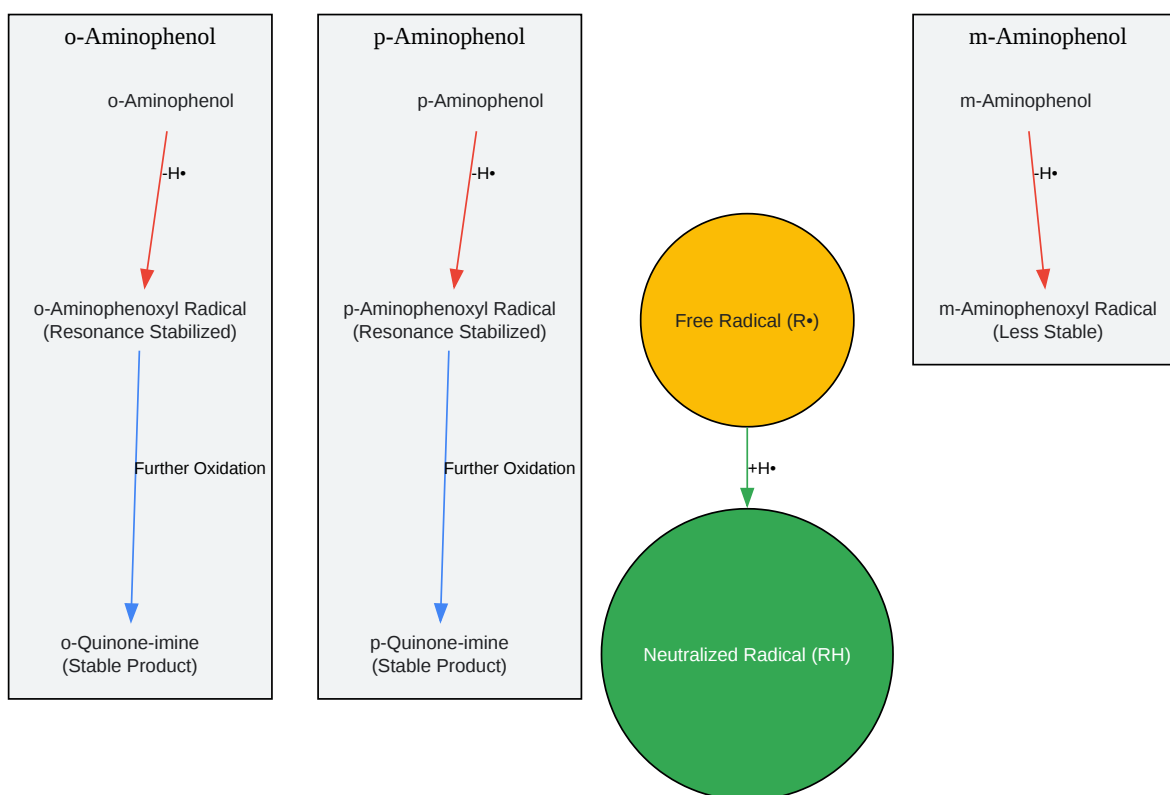 o-Aminophenol
o-Aminophenol
-H•
o-Aminophenoxyl Radical
(Resonance Stabilized)
Further Oxidation
o-Quinone-imine
(Stable Product)
p-Aminophenol
p-Aminophenol
-H•
p-Aminophenoxyl Radical
(Resonance Stabilized)
Further Oxidation
p-Quinone-imine
(Stable Product)
Free Radical (R•)
+H•
Neutralized Radical (RH)
m-Aminophenol
m-Aminophenol
-H•
m-Aminophenoxyl Radical
(Less Stable)